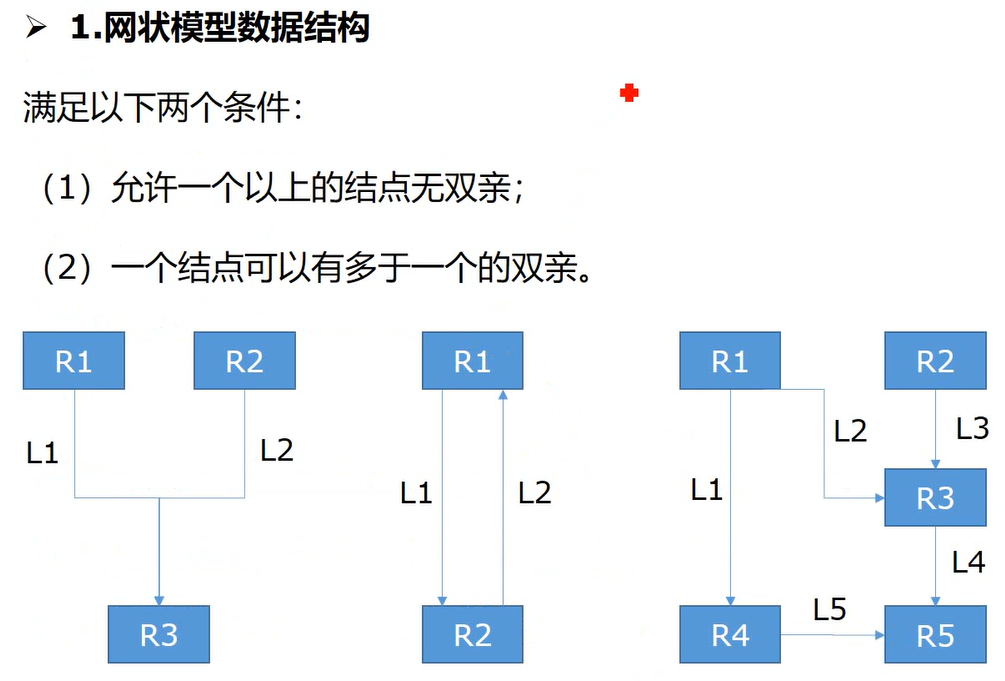 1.网状模型数据结构
满足以下两个条件：
（1）允许一个以上的结点无双亲；
（2）一个结点可以有多于一个的双亲。
R1 R2 R1 R1 R2
L1 L2 L2 L3
L1 L2 L1 R3
L4
R3 R2 R4 L5 R5